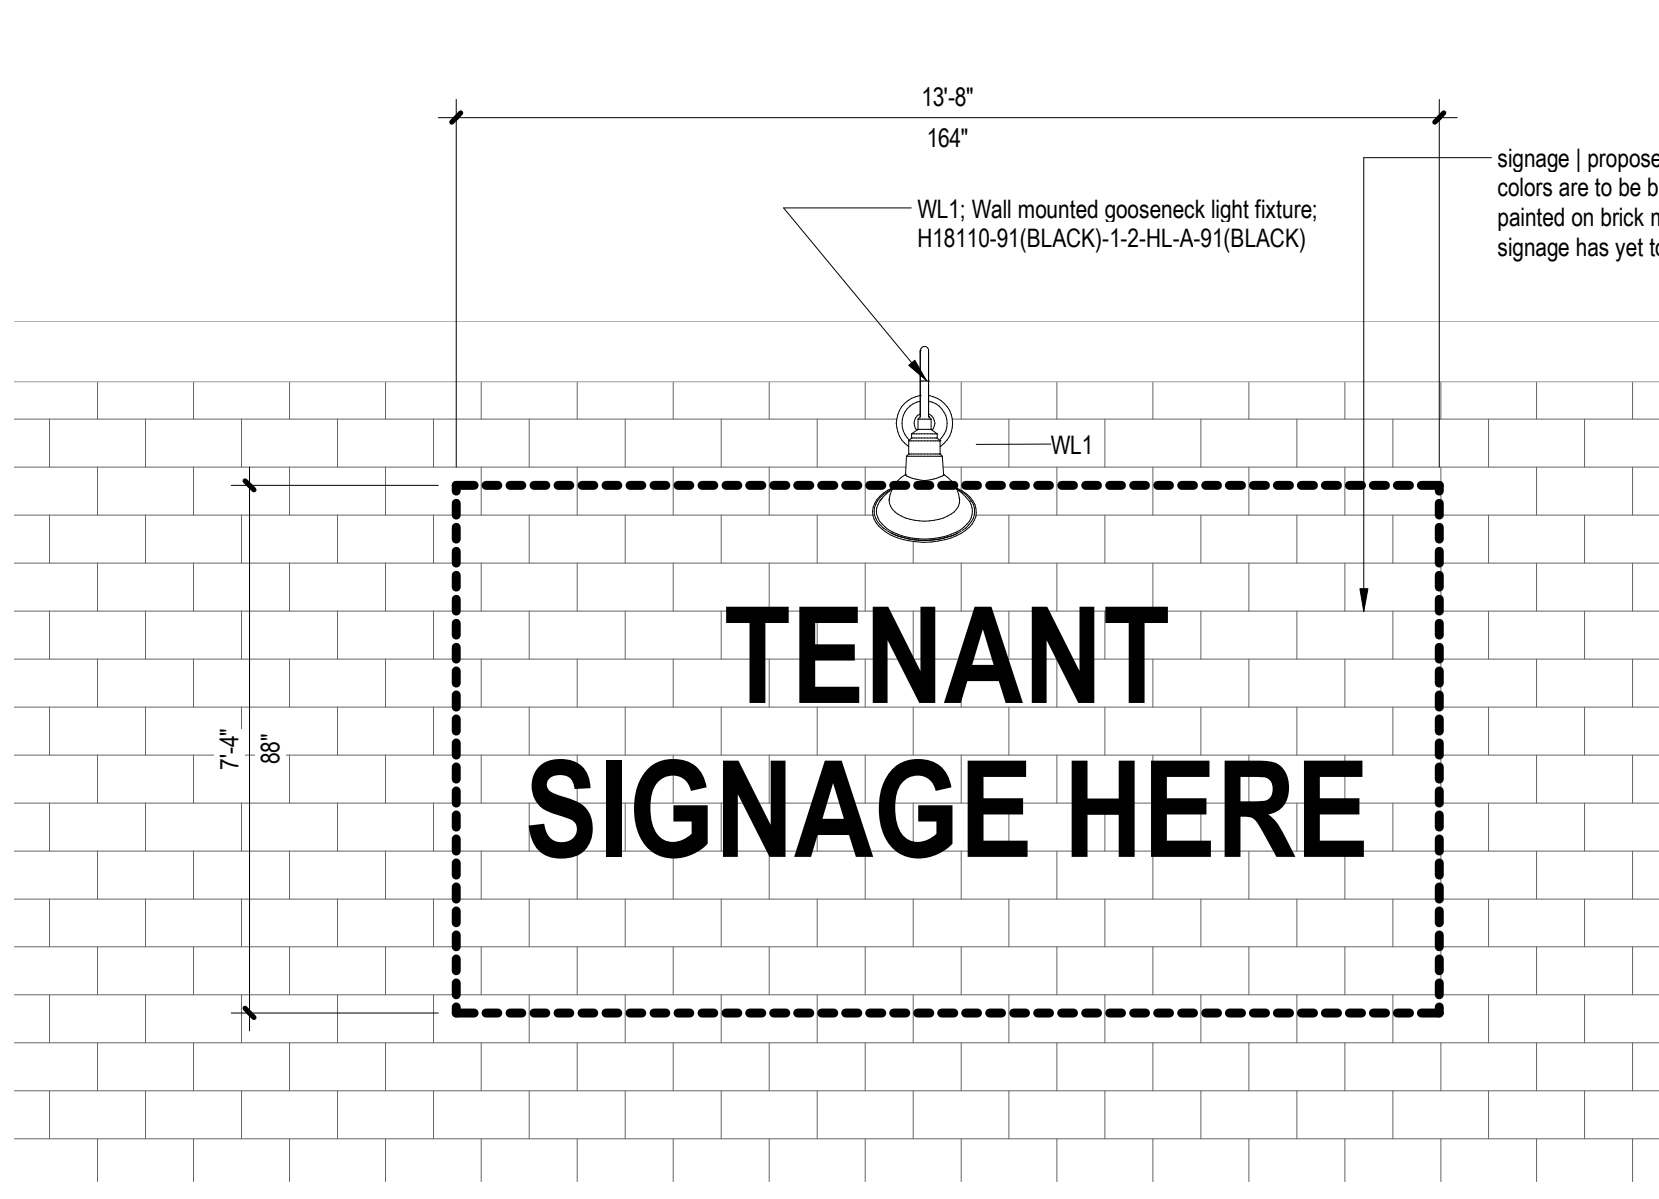 13'-8"
164"
signage | propose
colors are to be b
painted on brick m
signage has yet to
WL1; Wall mounted gooseneck light fixture;
H18110-91(BLACK)-1-2-HL-A-91(BLACK)
WL1
TENANT
SIGNAGE HERE
7'-4"
88"